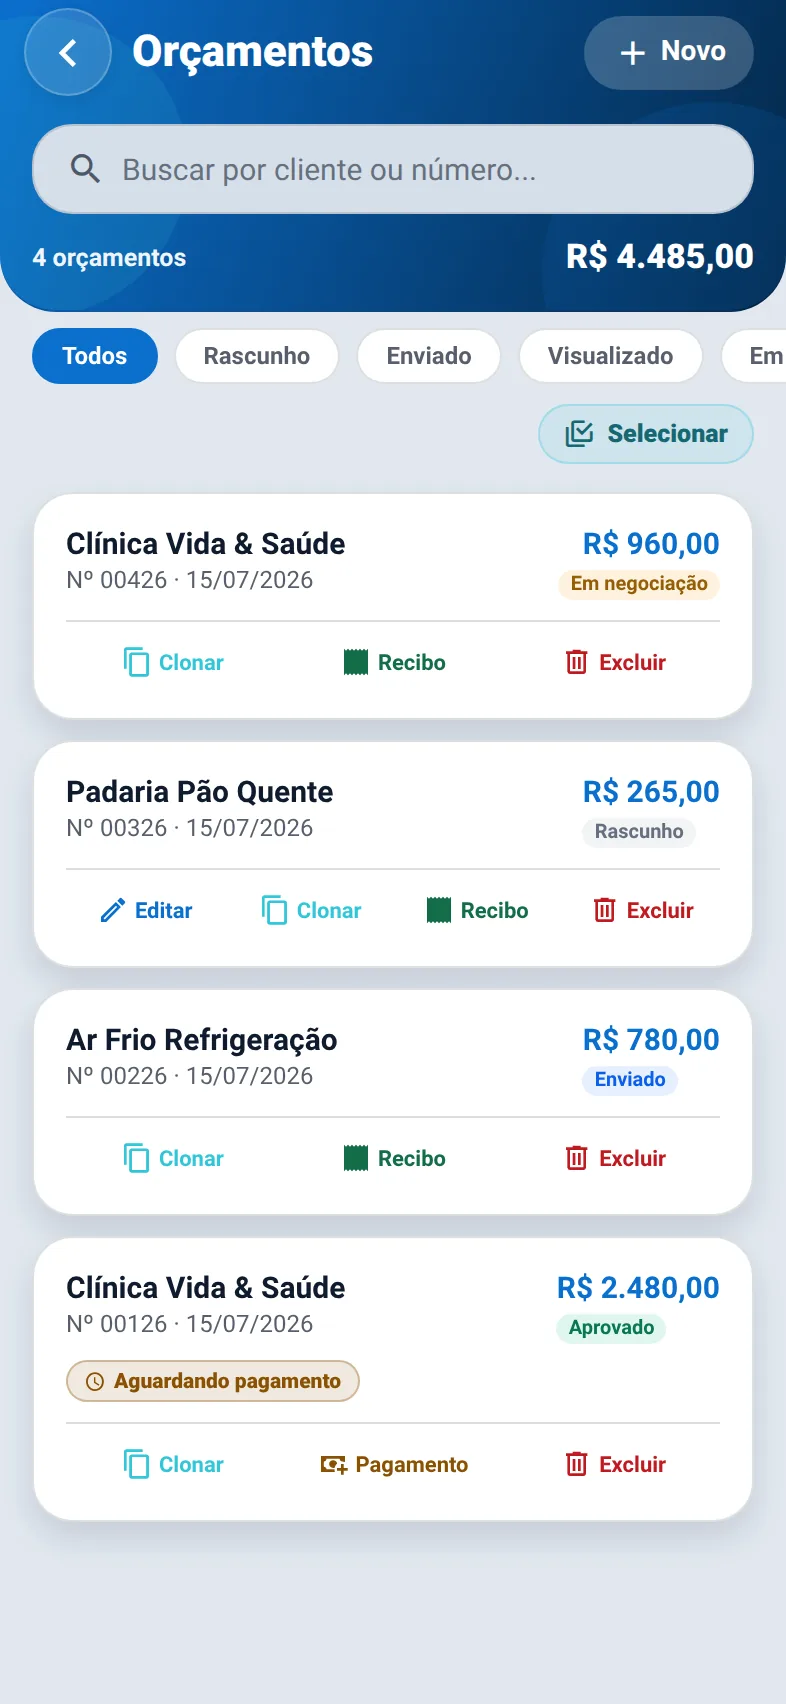 Orçamentos
Novo
Buscar por cliente ou número...
4 orçamentos
R$ 4.485,00
Todos
Rascunho
Enviado
Visualizado
Em
Selecionar
Clínica Vida & Saúde
R$ 960,00
Nº 00426 · 15/07/2026
Em negociação
Clonar
Recibo
Excluir
Padaria Pão Quente
R$ 265,00
Nº 00326 · 15/07/2026
Rascunho
Editar
Clonar
Recibo
Excluir
Ar Frio Refrigeração
R$ 780,00
Nº 00226 · 15/07/2026
Enviado
Clonar
Recibo
Excluir
Clínica Vida & Saúde
R$ 2.480,00
Nº 00126 · 15/07/2026
Aprovado
Aguardando pagamento
Clonar
Pagamento
Excluir